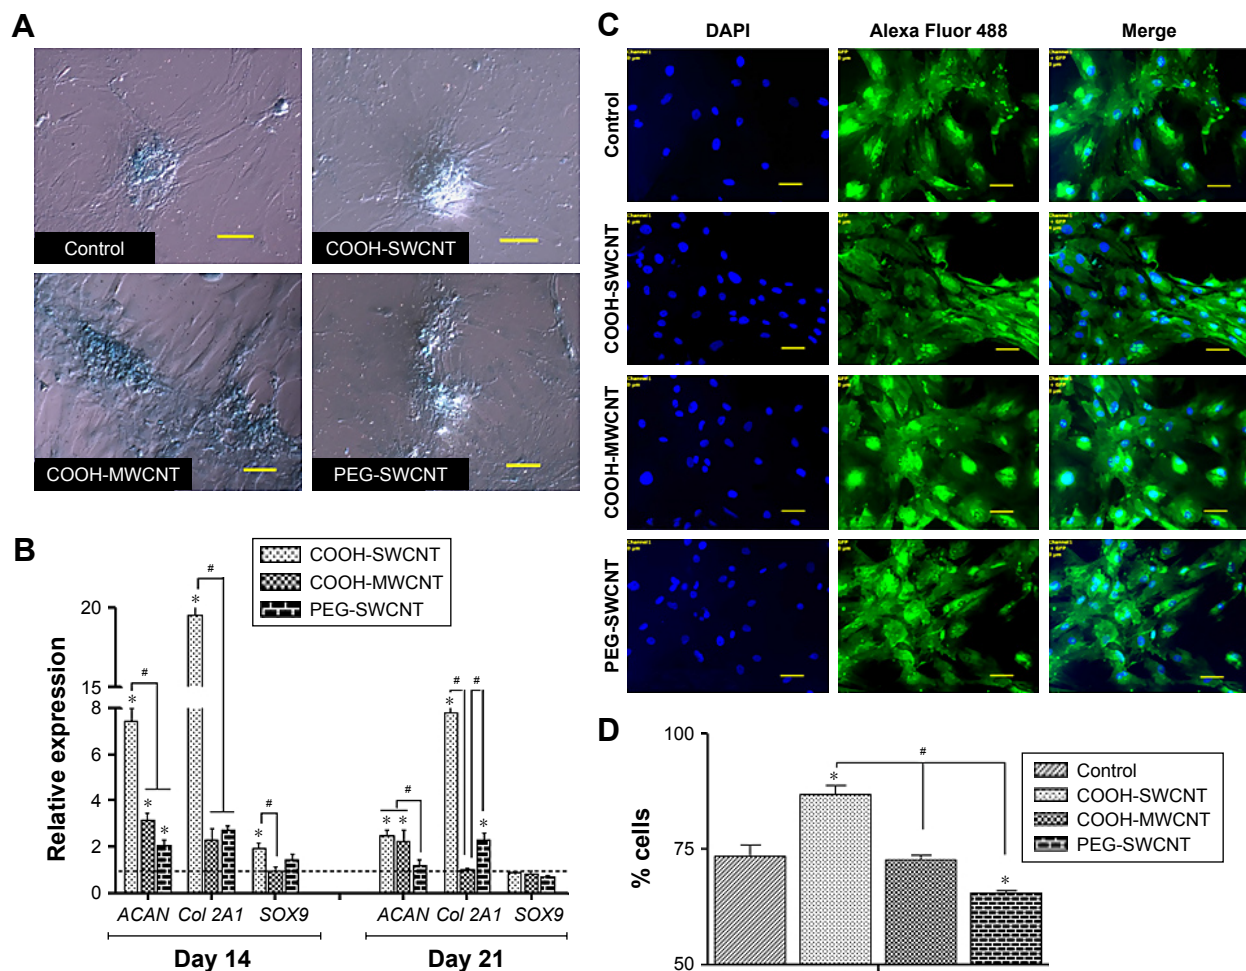 A
Control
COOH-SWCNT
COOH-MWCNT
PEG-SWCNT
B
COOH-SWCNT
COOH-MWCNT
PEG-SWCNT
Relative expression
20
15
8
6
4
2
0
#
*
#
*
*
*
#
*
#
* *
#
*
# #
*
ACAN Col 2A1 SOX9 ACAN Col 2A1 SOX9
Day 14 Day 21
C
DAPI Alexa Fluor 488 Merge
Control
COOH-SWCNT
COOH-MWCNT
PEG-SWCNT
D
% cells
100
75
50
*
#
*
Control
COOH-SWCNT
COOH-MWCNT
PEG-SWCNT